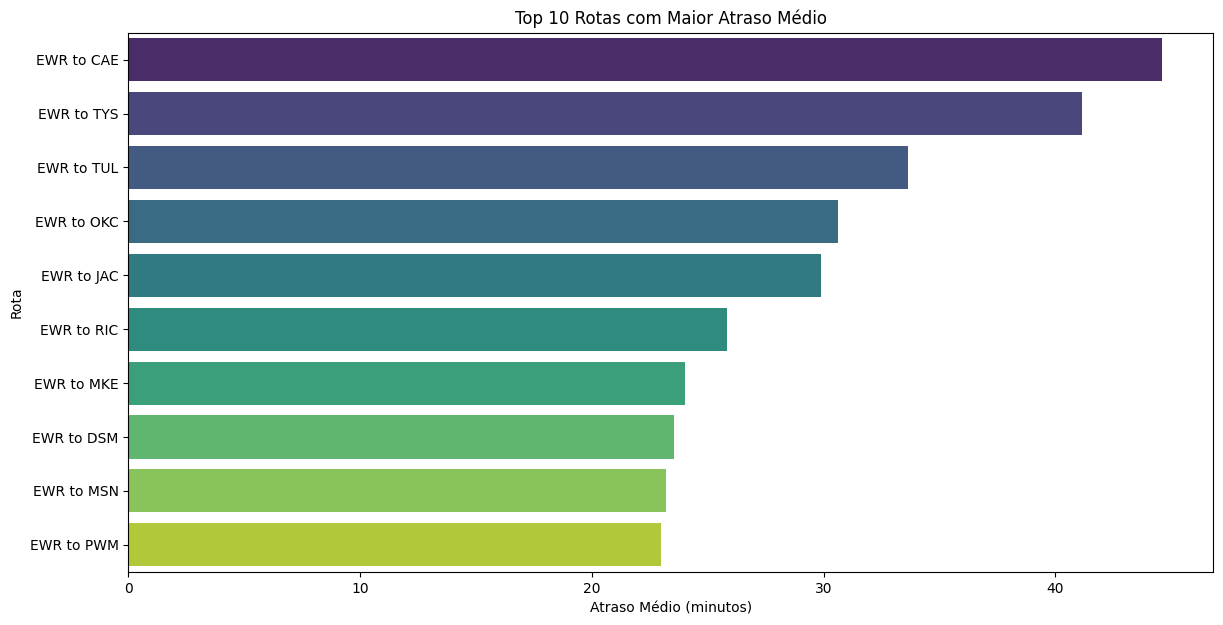 Top 10 Rotas com Maior Atraso Médio
Rota
EWR to CAE
EWR to TYS
EWR to TUL
EWR to OKC
EWR to JAC
EWR to RIC
EWR to MKE
EWR to DSM
EWR to MSN
EWR to PWM
0 10 20 30 40
Atraso Médio (minutos)